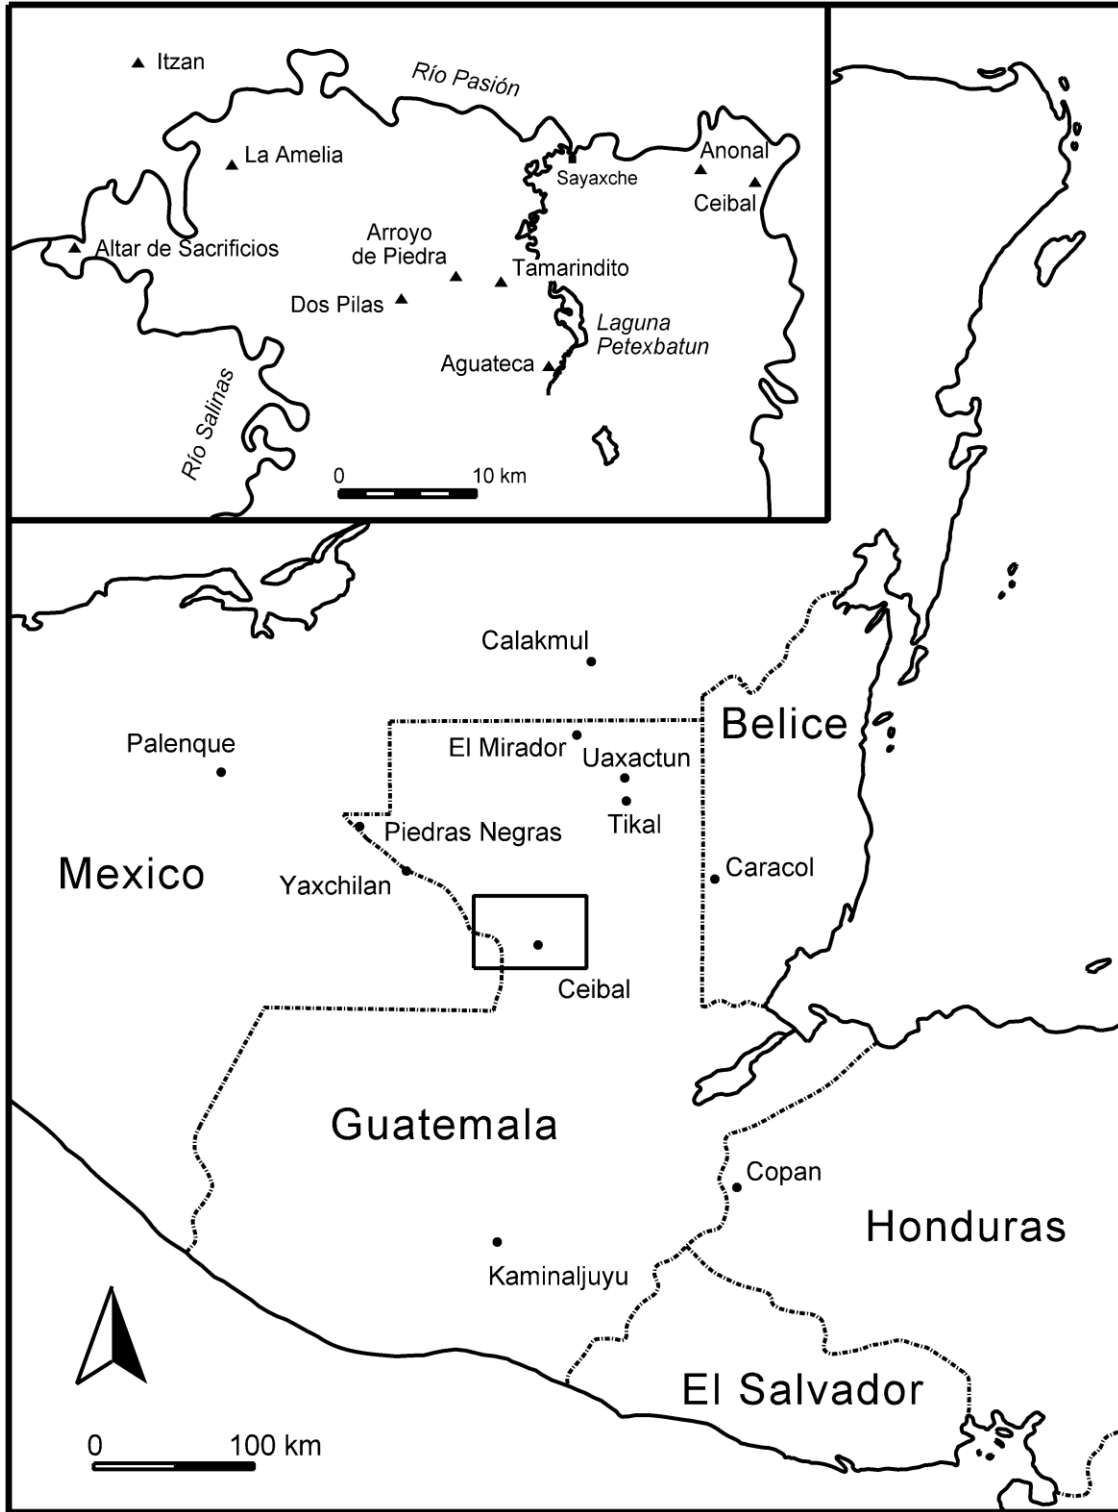 Itzan
Río Pasión
La Amelia
Anonal
Sayaxche
Ceibal
Altar de Sacrificios
Arroyo
de Piedra
Tamarindito
Dos Pilas
Laguna
Petexbatun
Aguateca
Río Salinas
0 10 km
Calakmul
Belice
Palenque
El Mirador
Uaxactun
Tikal
Piedras Negras
Mexico
Yaxchilan
Caracol
Ceibal
Guatemala
Copan
Honduras
Kaminaljuyu
El Salvador
0 100 km